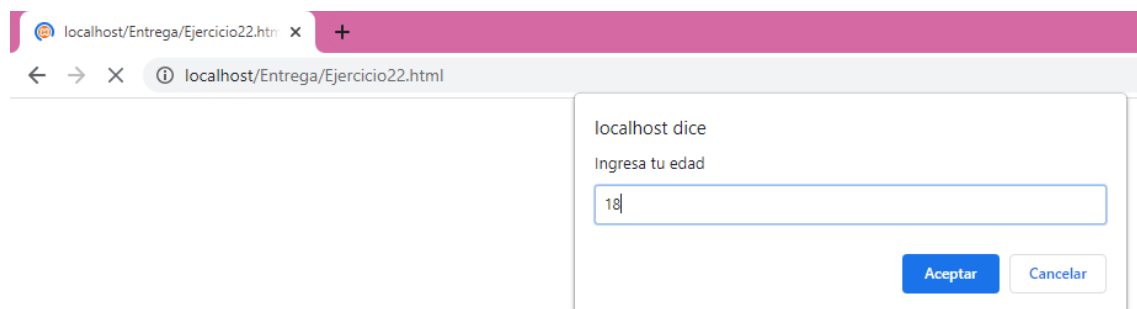 localhost/Entrega/Ejercicio22.htm
localhost/Entrega/Ejercicio22.html
localhost dice
Ingresa tu edad
18
Aceptar
Cancelar